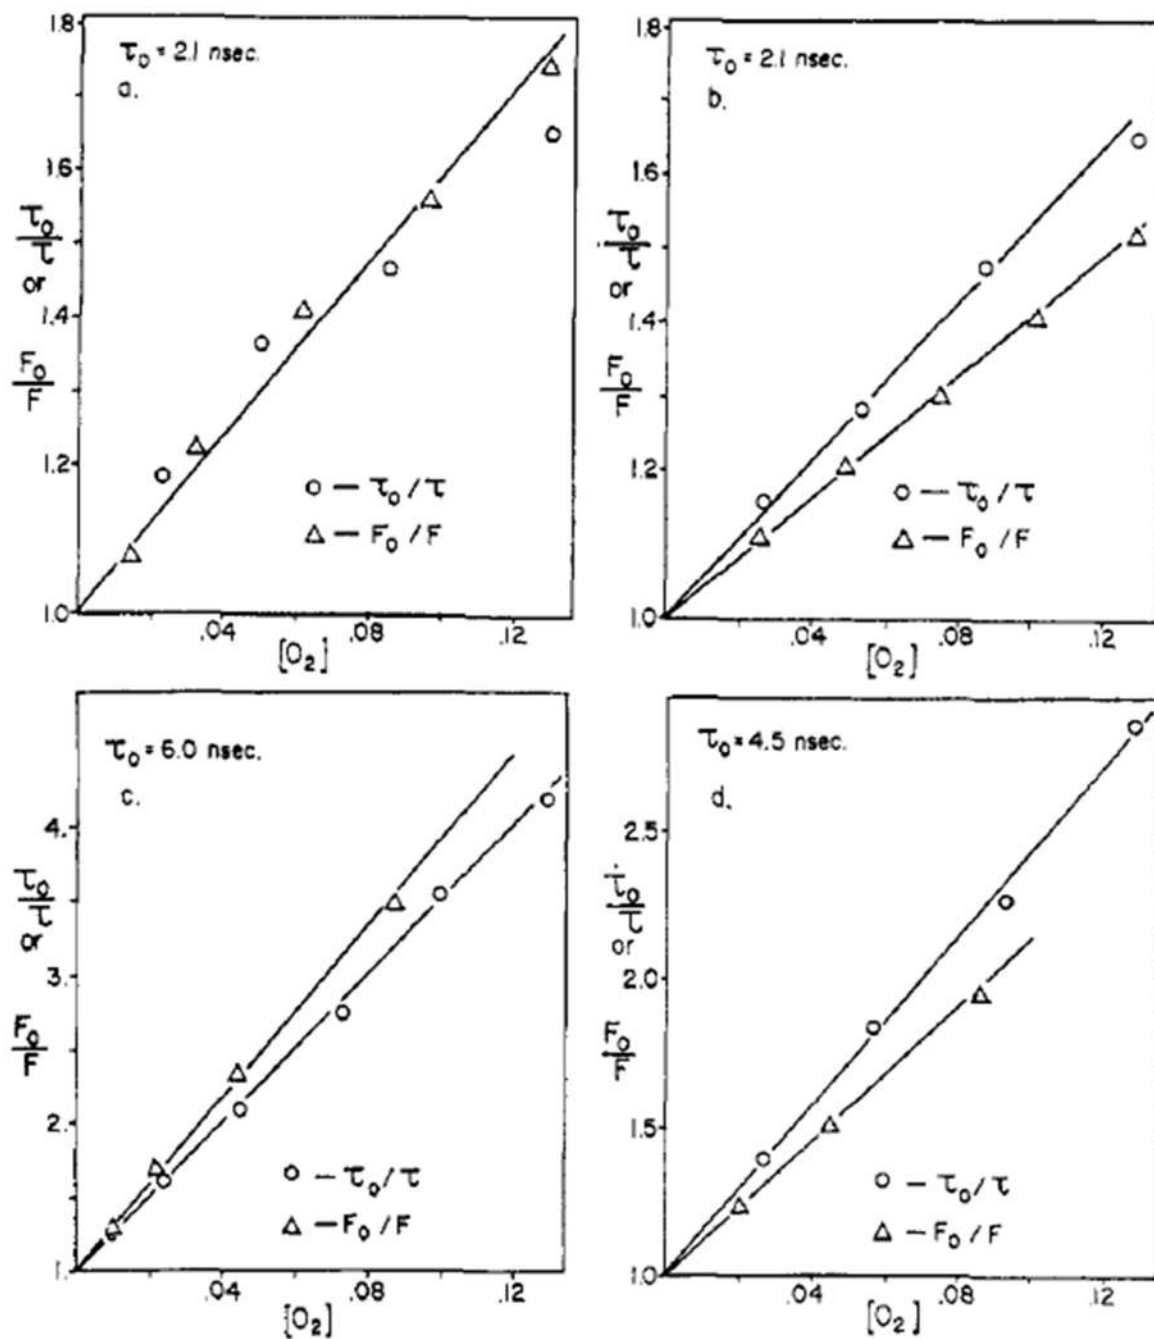 1.8
τ₀ = 2.1 nsec.
a.
1.6
τ₀
τ
or
1.4
F₀
F
1.2
○ — τ₀/τ
△ — F₀/F
1.0
.04
.08
.12
[O₂]
1.8
τ₀ = 2.1 nsec.
b.
1.6
τ₀
τ
or
1.4
F₀
F
1.2
○ — τ₀/τ
△ — F₀/F
1.0
.04
.08
.12
[O₂]
τ₀ = 6.0 nsec.
c.
4.
τ₀
τ
or
3.
F₀
F
2.
○ — τ₀/τ
△ — F₀/F
1.
.04
.08
.12
[O₂]
τ₀ = 4.5 nsec.
d.
2.5
τ₀
τ
or
2.0
F₀
F
1.5
○ — τ₀/τ
△ — F₀/F
1.0
.04
.08
.12
[O₂]